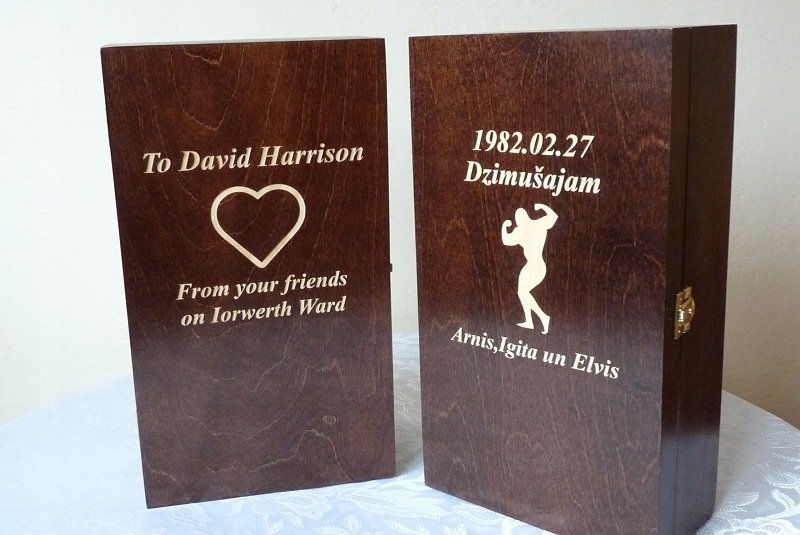 To David Harrison
From your friends
on Iorwerth Ward
1982.02.27
Dzimušajam
Arnis,Igita un Elvis